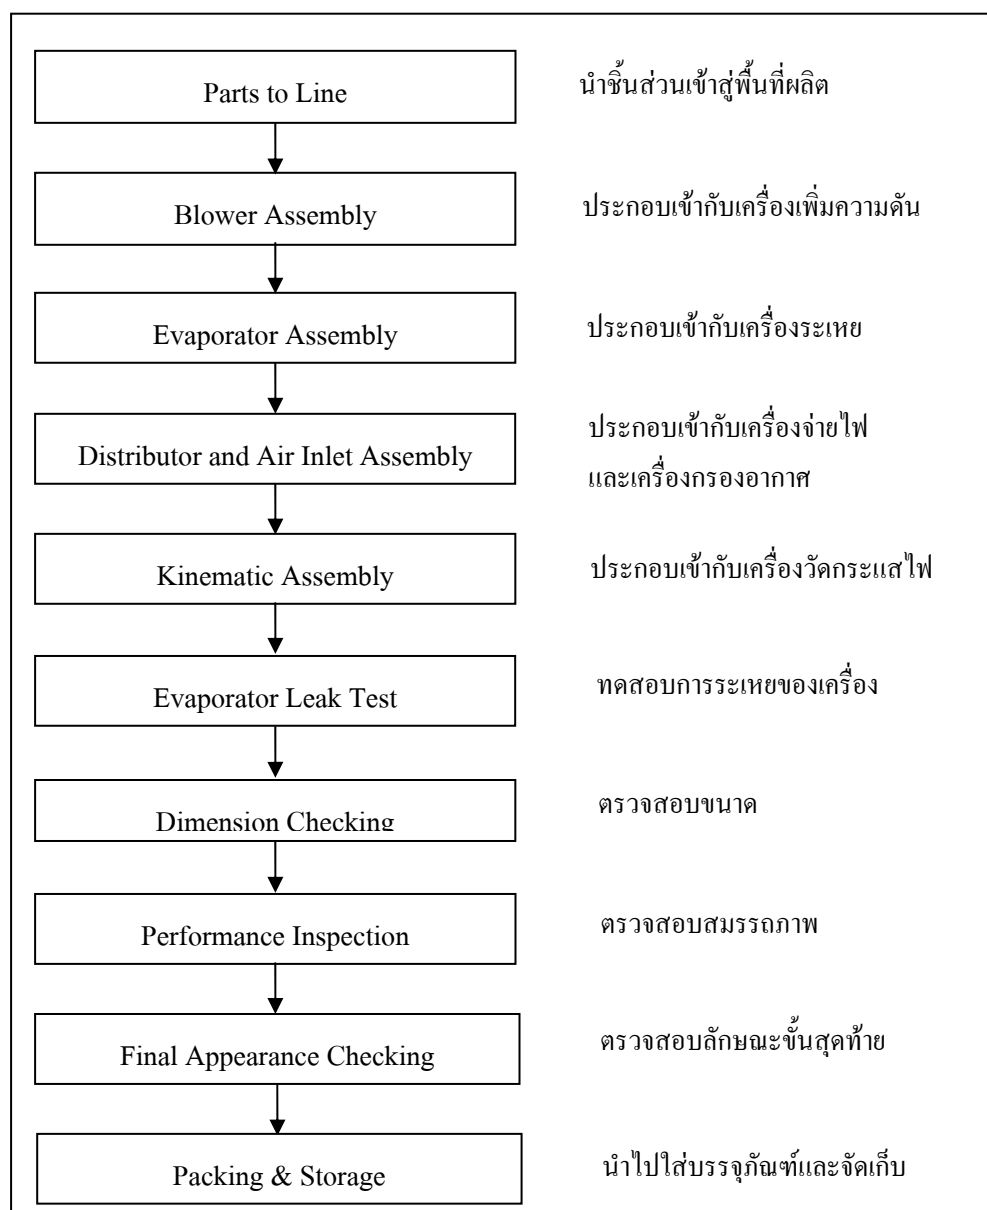 Parts to Line
นำชิ้นส่วนเข้าสู่พื้นที่ผลิต
Blower Assembly
ประกอบเข้ากับเครื่องเพิ่มความดัน
Evaporator Assembly
ประกอบเข้ากับเครื่องระเหย
Distributor and Air Inlet Assembly
ประกอบเข้ากับเครื่องจ่ายไฟ
และเครื่องกรองอากาศ
Kinematic Assembly
ประกอบเข้ากับเครื่องวัดกระแสไฟ
Evaporator Leak Test
ทดสอบการระเหยของเครื่อง
Dimension Checking
ตรวจสอบขนาด
Performance Inspection
ตรวจสอบสมรรถภาพ
Final Appearance Checking
ตรวจสอบลักษณะขั้นสุดท้าย
Packing & Storage
นำไปใส่บรรจุภัณฑ์และจัดเก็บ